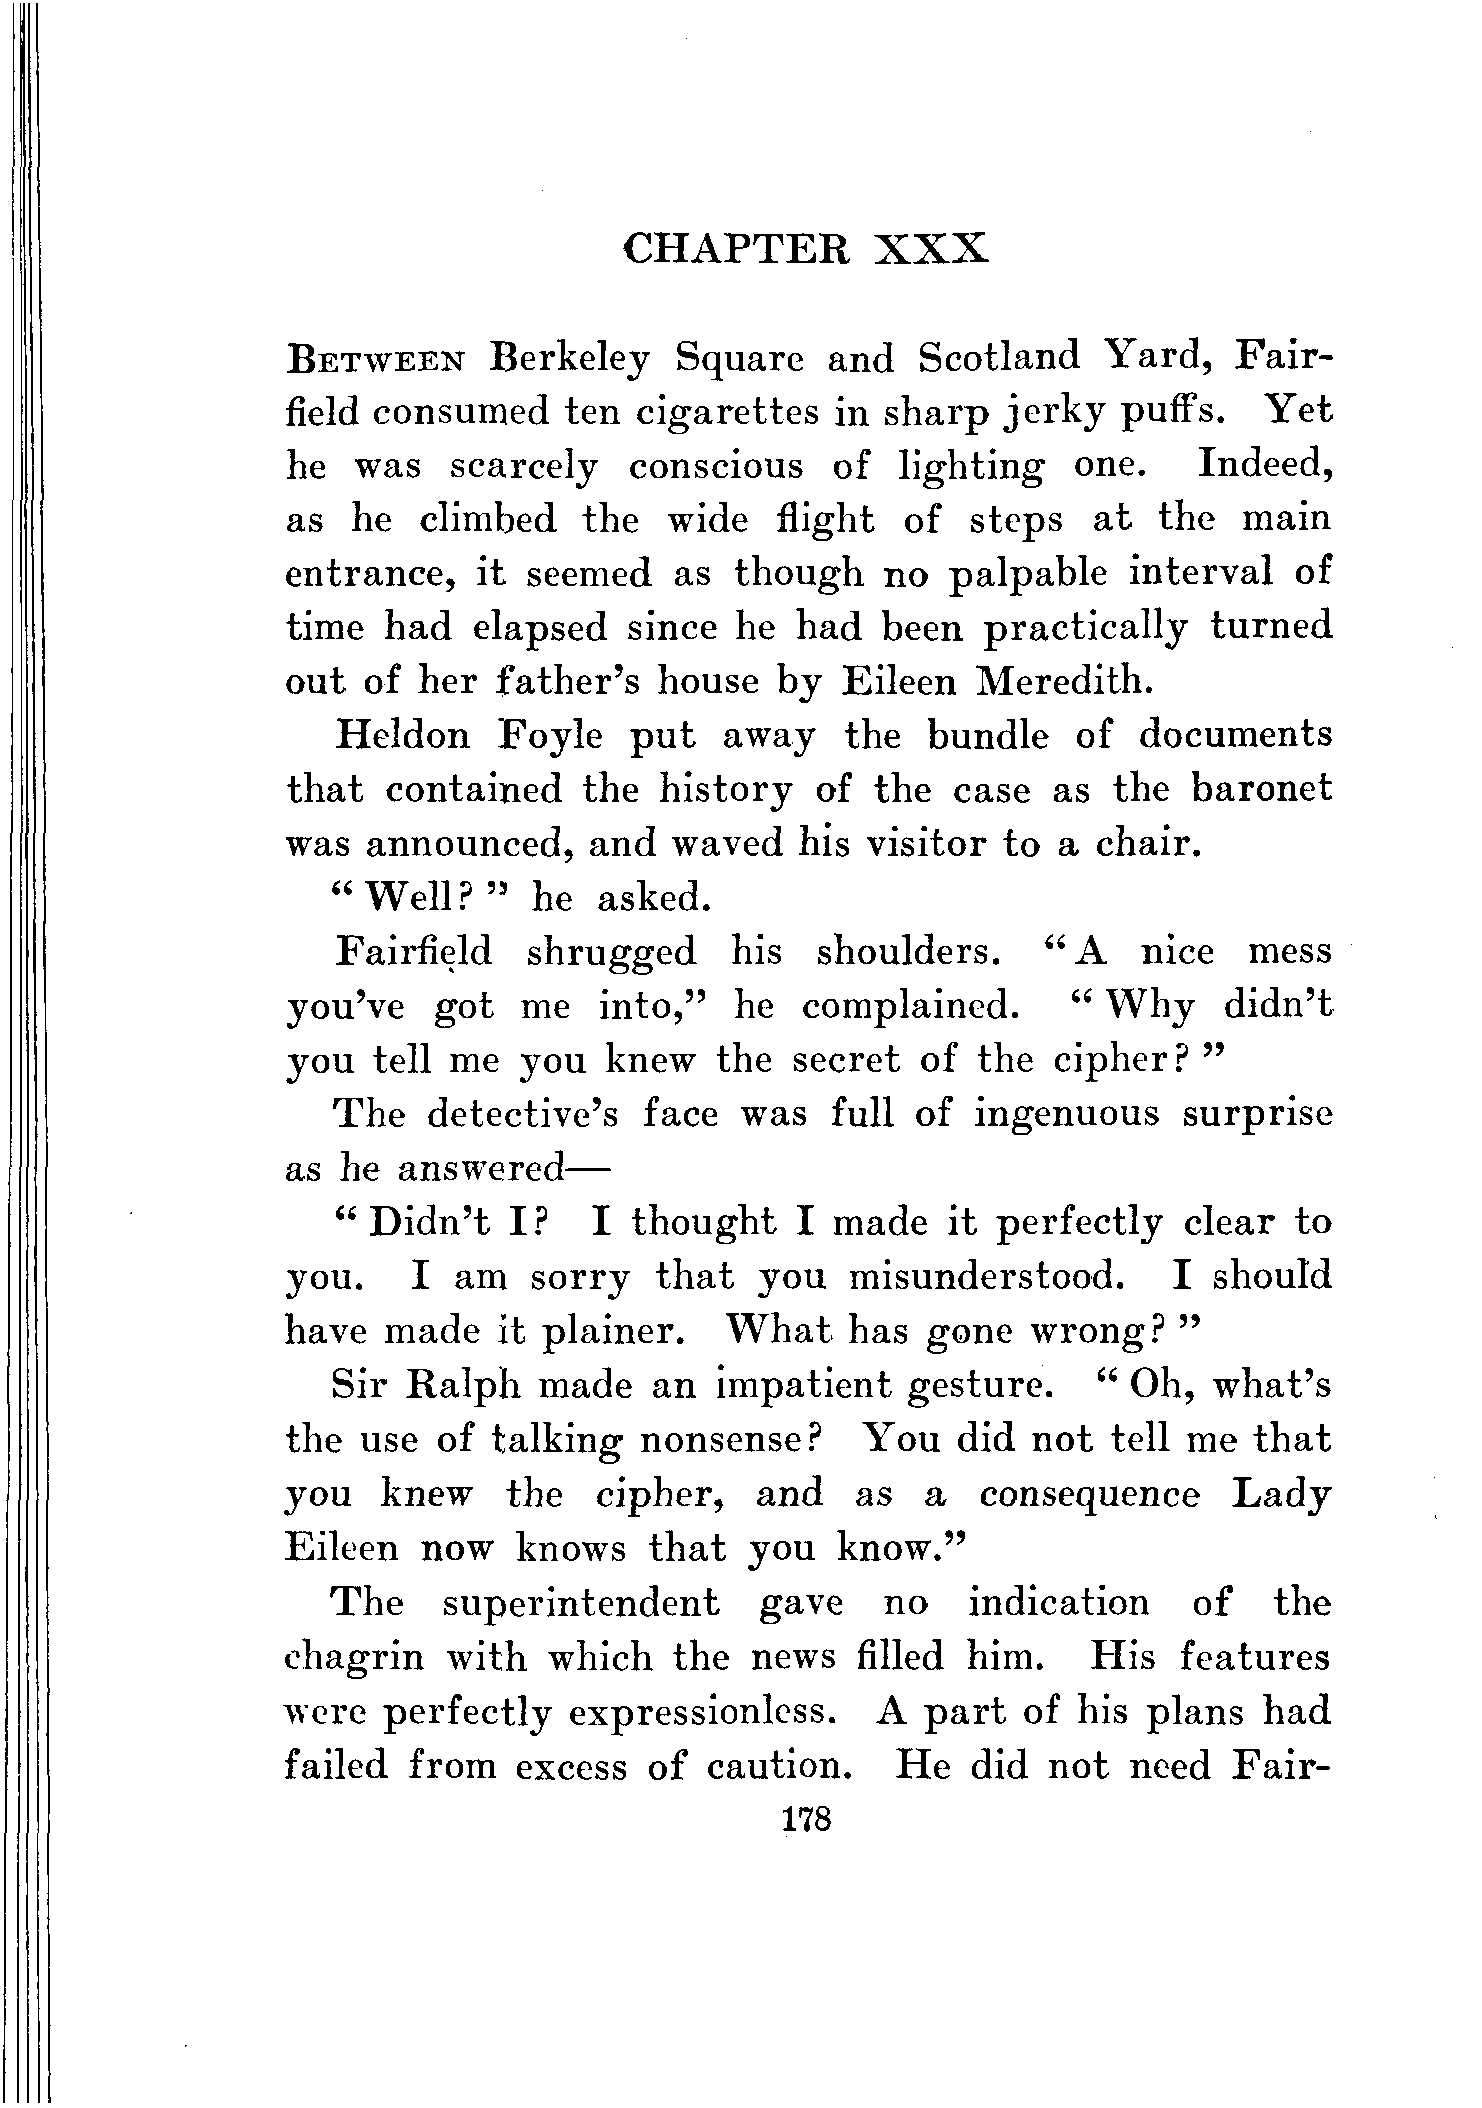 CHAPTER XXX
BETWEEN Berkeley Square and Scotland Yard, Fair-
field consumed ten cigarettes in sharp jerky puffs. Yet
he was scarcely conscious of lighting one. Indeed,
as he climbed the wide flight of steps at the main
entrance, it seemed as though no palpable interval of
time had elapsed since he had been practically turned
out of her father's house by Eileen Meredith.
Heldon Foyle put away the bundle of documents
that contained the history of the case as the baronet
was announced, and waved his visitor to a chair.
“ Well? ” he asked.
Fairfield shrugged his shoulders. “ A nice mess
you've got me into,” he complained. “ Why didn't
you tell me you knew the secret of the cipher? ”
The detective's face was full of ingenuous surprise
as he answered—
“ Didn't I? I thought I made it perfectly clear to
you. I am sorry that you misunderstood. I should
have made it plainer. What has gone wrong? ”
Sir Ralph made an impatient gesture. “ Oh, what's
the use of talking nonsense? You did not tell me that
you knew the cipher, and as a consequence Lady
Eileen now knows that you know.”
The superintendent gave no indication of the
chagrin with which the news filled him. His features
were perfectly expressionless. A part of his plans had
failed from excess of caution. He did not need Fair-
178